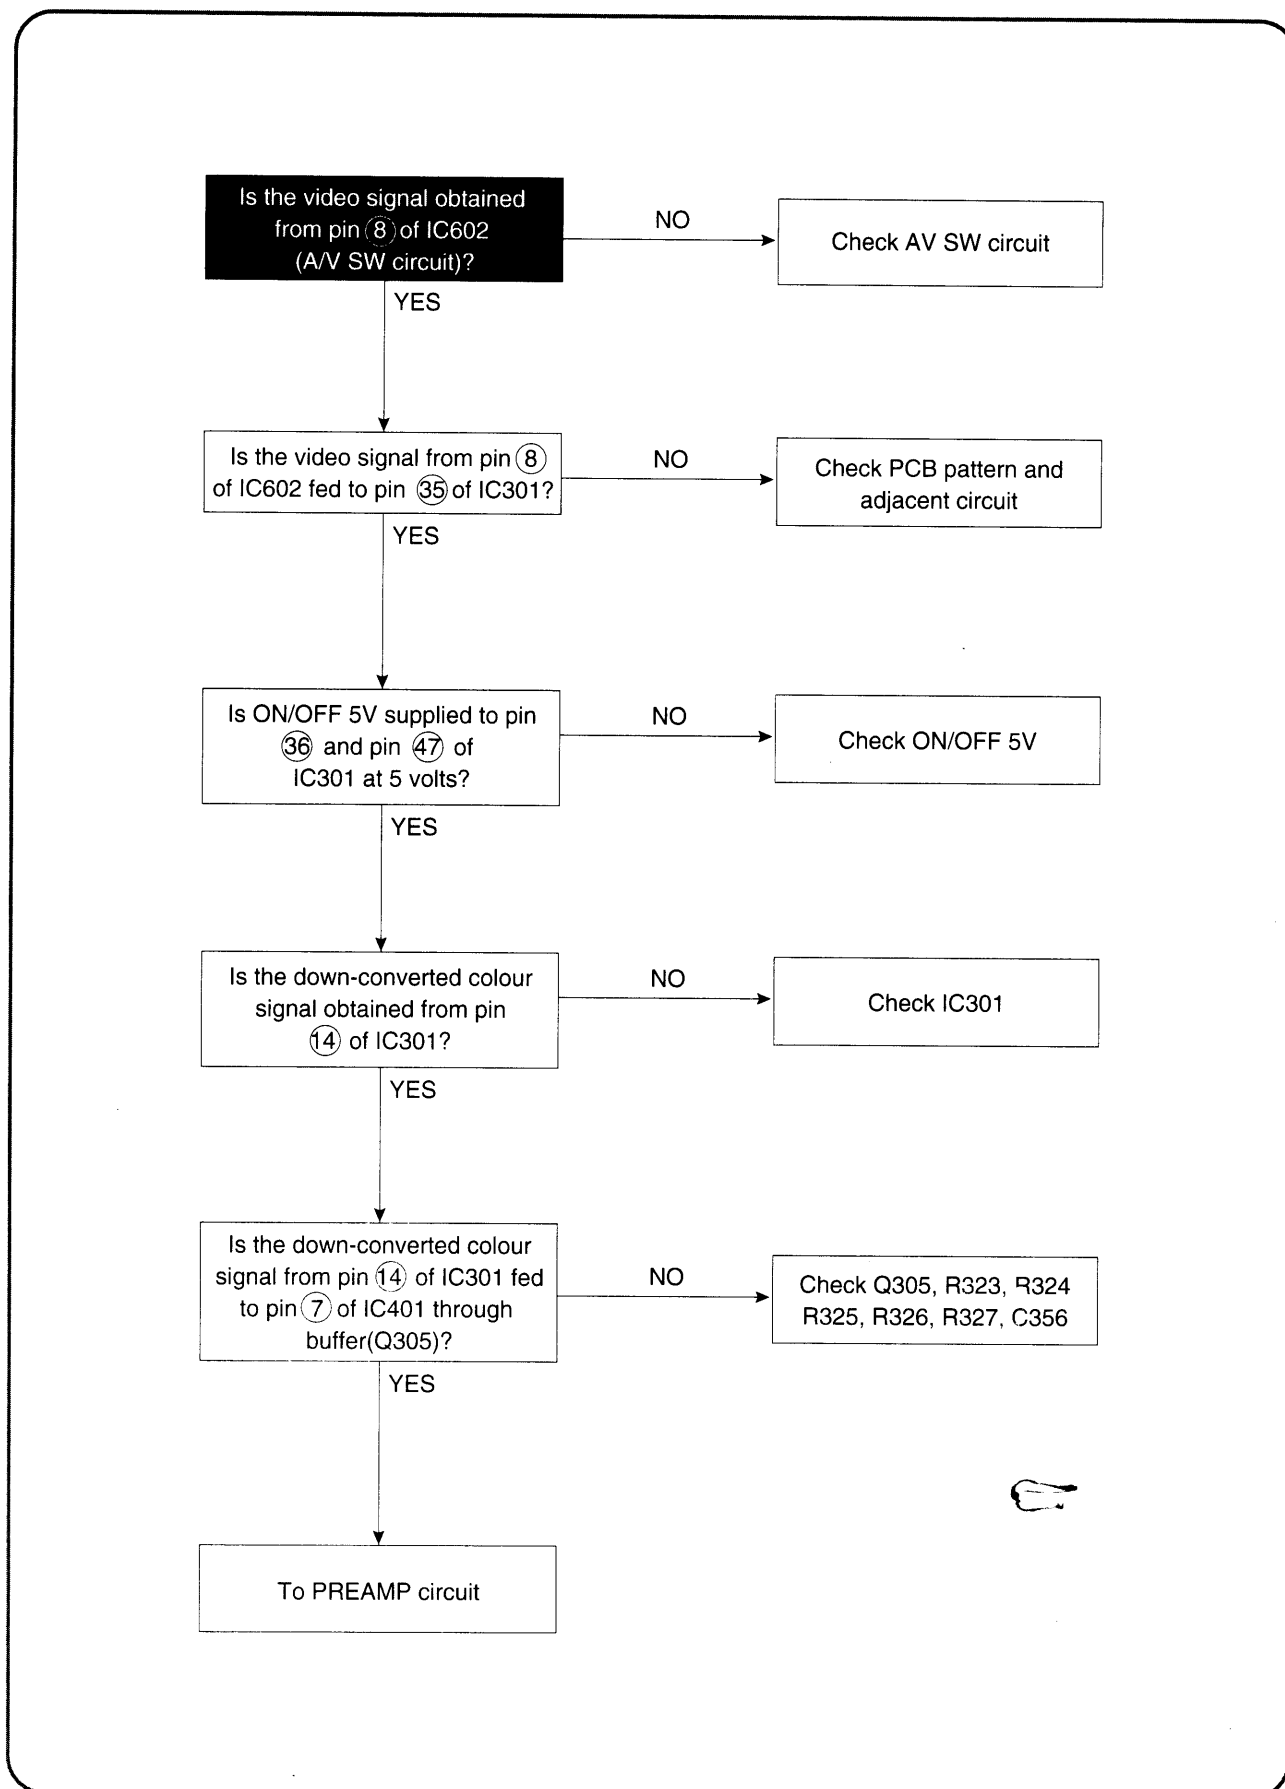 Is the video signal obtained
from pin 8 of IC602
(A/V SW circuit)?
NO
Check AV SW circuit
YES
Is the video signal from pin 8
of IC602 fed to pin 35 of IC301?
NO
Check PCB pattern and
adjacent circuit
YES
Is ON/OFF 5V supplied to pin
36 and pin 47 of
IC301 at 5 volts?
NO
Check ON/OFF 5V
YES
Is the down-converted colour
signal obtained from pin
14 of IC301?
NO
Check IC301
YES
Is the down-converted colour
signal from pin 14 of IC301 fed
to pin 7 of IC401 through
buffer(Q305)?
NO
Check Q305, R323, R324
R325, R326, R327, C356
YES
To PREAMP circuit